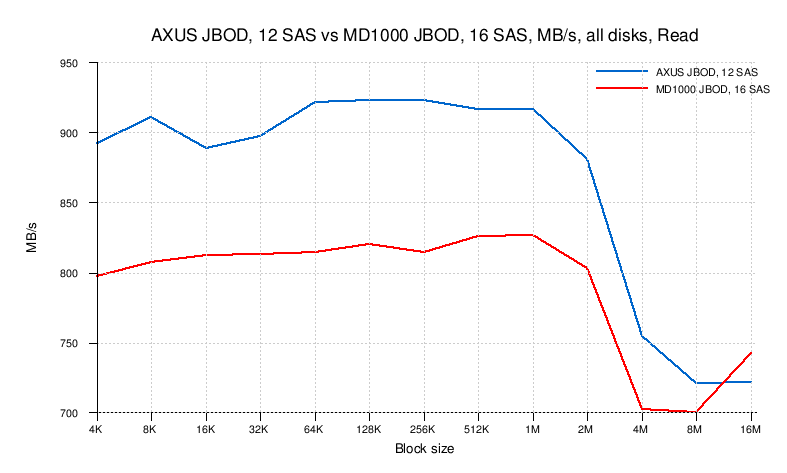 AXUS JBOD, 12 SAS vs MD1000 JBOD, 16 SAS, MB/s, all disks, Read
AXUS JBOD, 12 SAS
MD1000 JBOD, 16 SAS
950
900
850
800
750
700
MB/s
4K 8K 16K 32K 64K 128K 256K 512K 1M 2M 4M 8M 16M
Block size